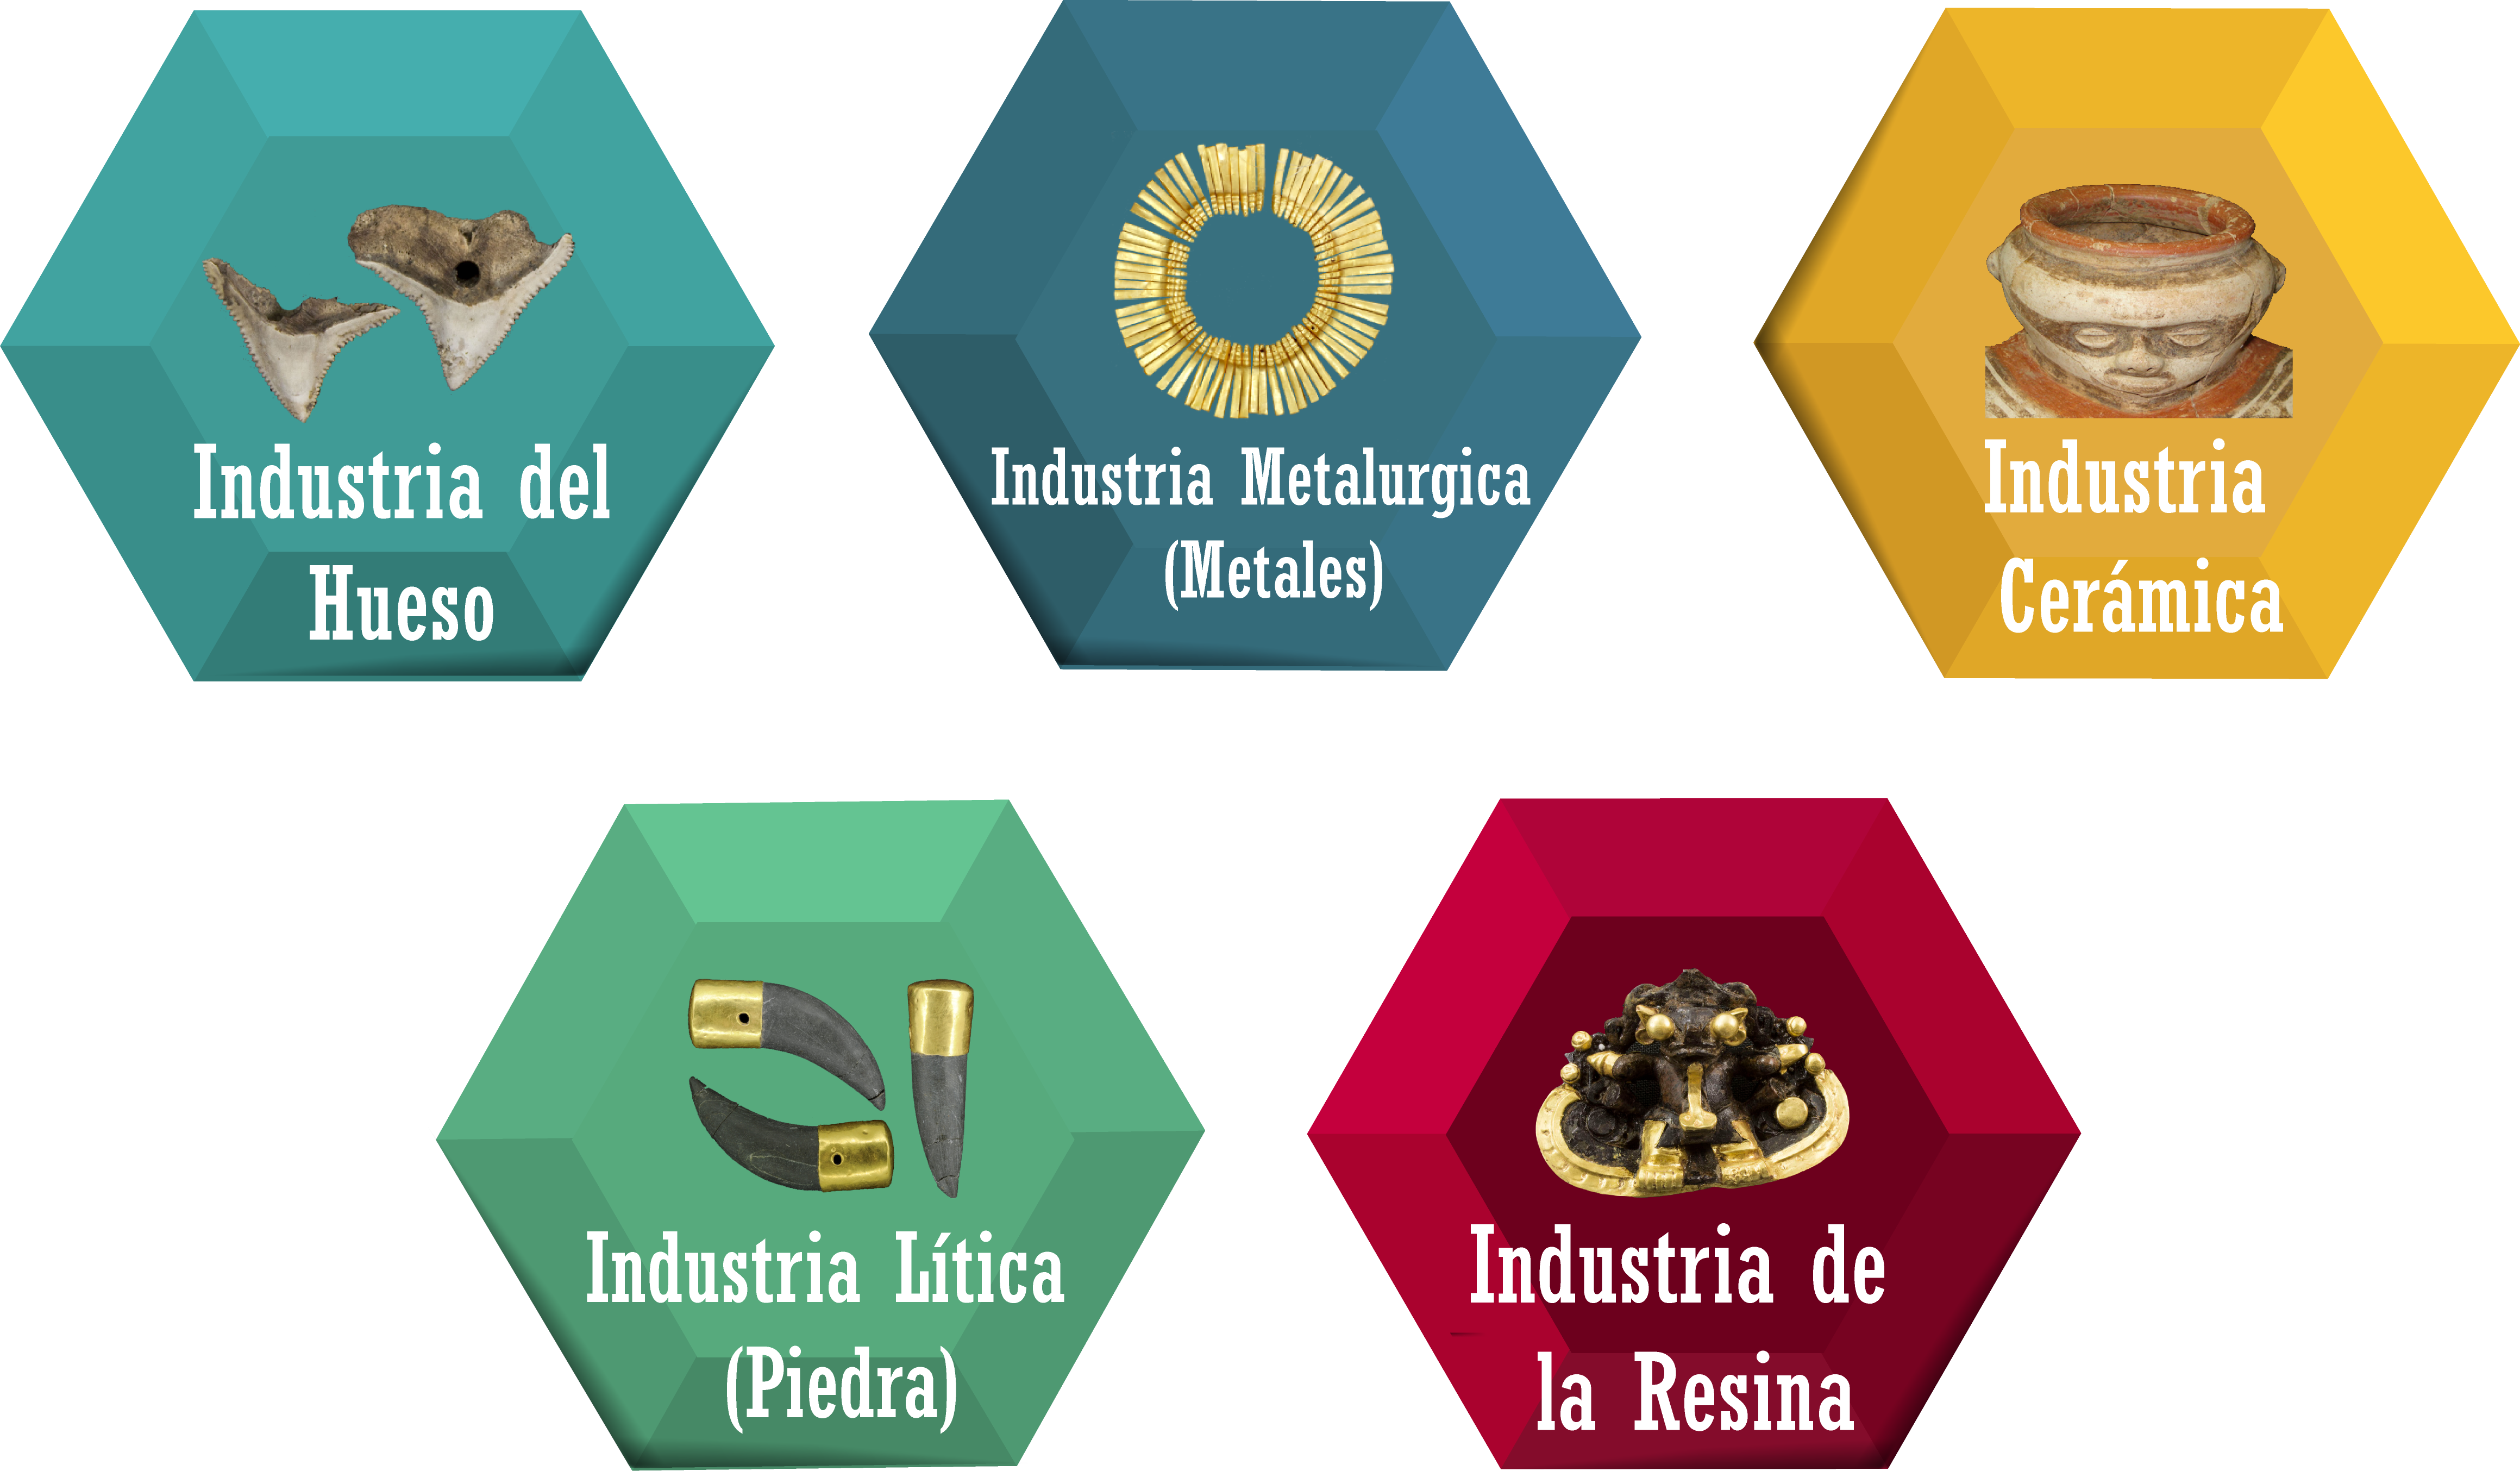 Industria del
Hueso
Industria Metalurgica
(Metales)
Industria
Cerámica
Industria Lítica
(Piedra)
Industria de
la Resina